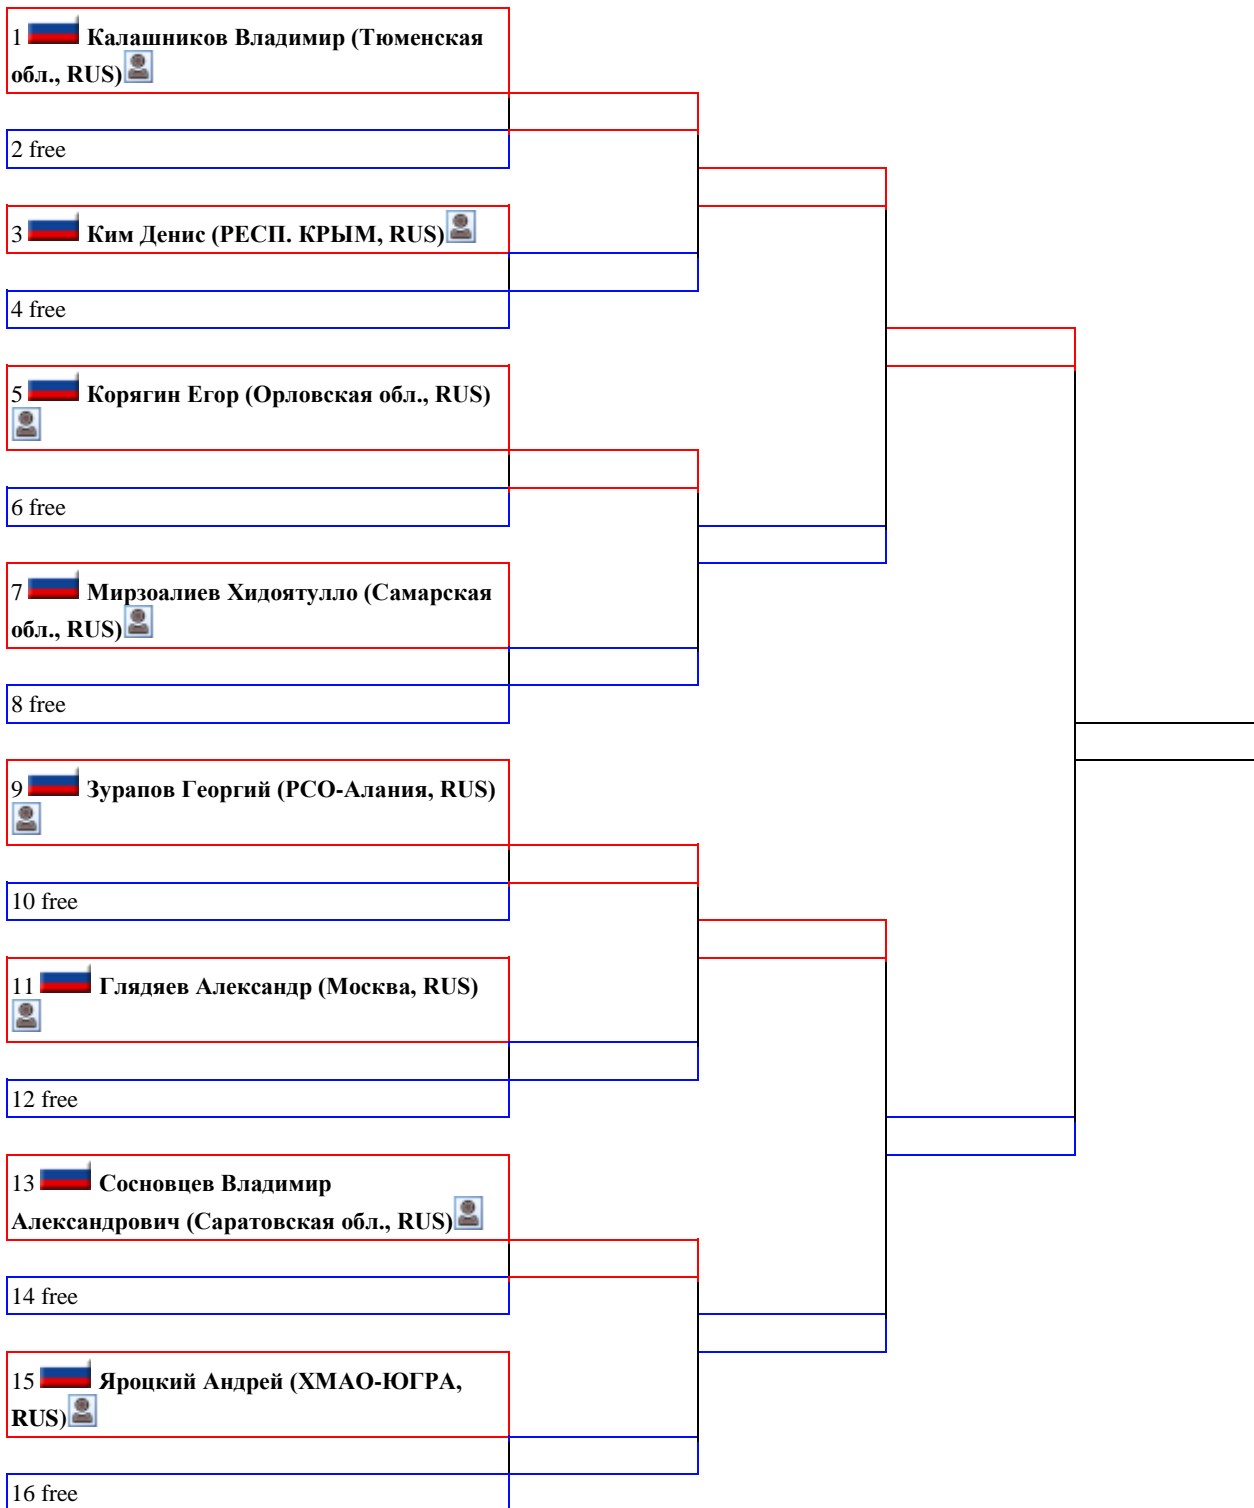 1 Калашников Владимир (Тюменская
обл., RUS)
2 free
3 Ким Денис (РЕСП. КРЫМ, RUS)
4 free
5 Корягин Егор (Орловская обл., RUS)
6 free
7 Мирзоалиев Хидоятулло (Самарская
обл., RUS)
8 free
9 Зурапов Георгий (РСО-Алания, RUS)
10 free
11 Глядяев Александр (Москва, RUS)
12 free
13 Сосновцев Владимир
Александрович (Саратовская обл., RUS)
14 free
15 Яроцкий Андрей (ХМАО-ЮГРА,
RUS)
16 free